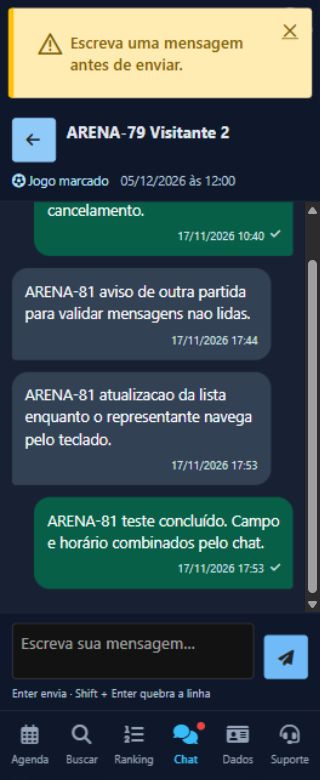 Escreva uma mensagem
antes de enviar.
ARENA-79 Visitante 2
Jogo marcado 05/12/2026 às 12:00
cancelamento.
17/11/2026 10:40
ARENA-81 aviso de outra partida
para validar mensagens nao lidas.
17/11/2026 17:44
ARENA-81 atualizacao da lista
enquanto o representante navega
pelo teclado.
17/11/2026 17:53
ARENA-81 teste concluído. Campo
e horário combinados pelo chat.
17/11/2026 17:53
Escreva sua mensagem...
Enter envia · Shift + Enter quebra a linha
Agenda Buscar Ranking Chat Dados Suporte